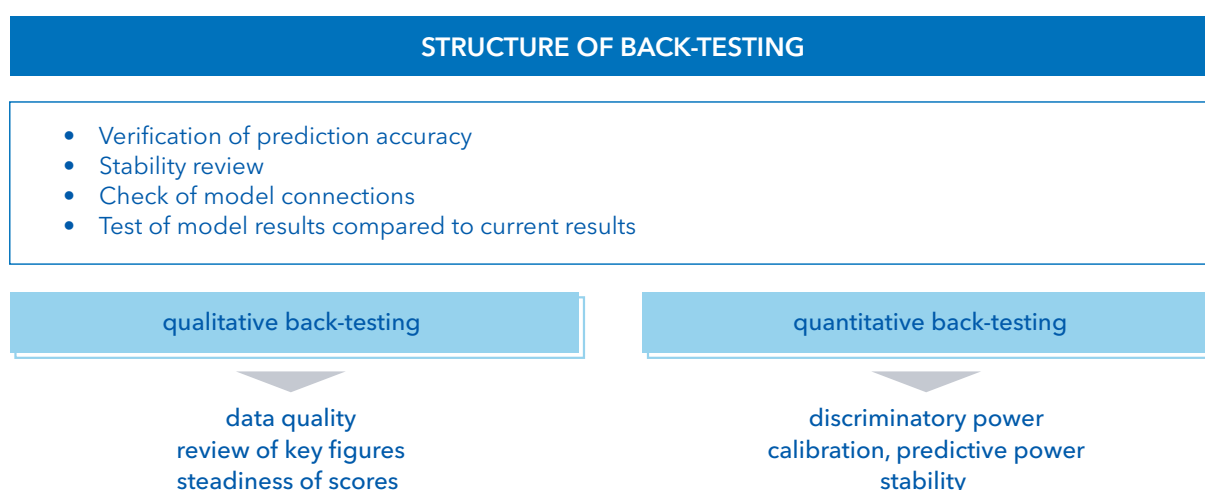 STRUCTURE OF BACK-TESTING
• Verification of prediction accuracy
• Stability review
• Check of model connections
• Test of model results compared to current results
qualitative back-testing
quantitative back-testing
data quality
review of key figures
steadiness of scores
discriminatory power
calibration, predictive power
stability